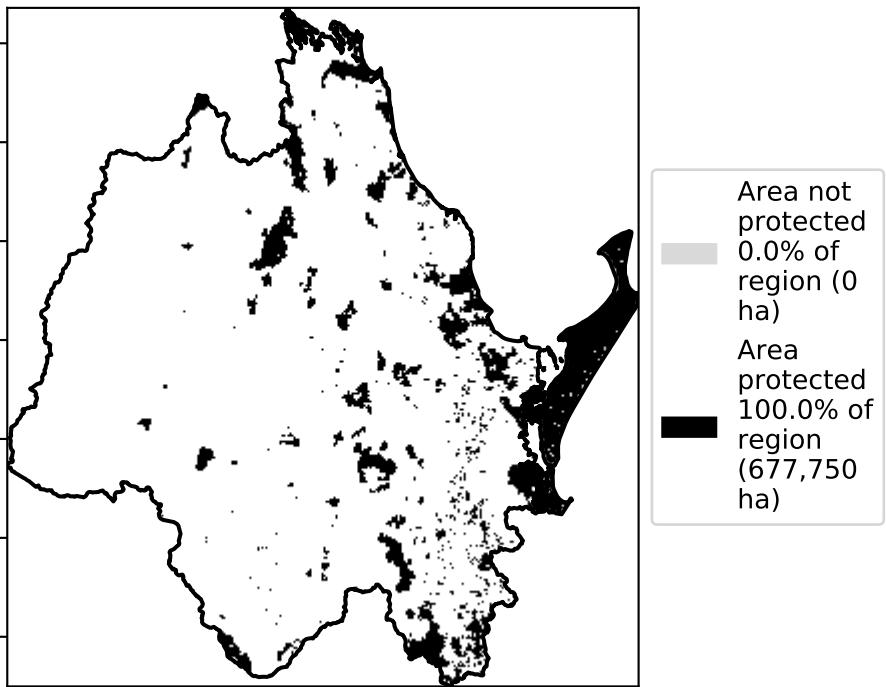 Area not
protected
0.0% of
region (0
ha)
Area
protected
100.0% of
region
(677,750
ha)